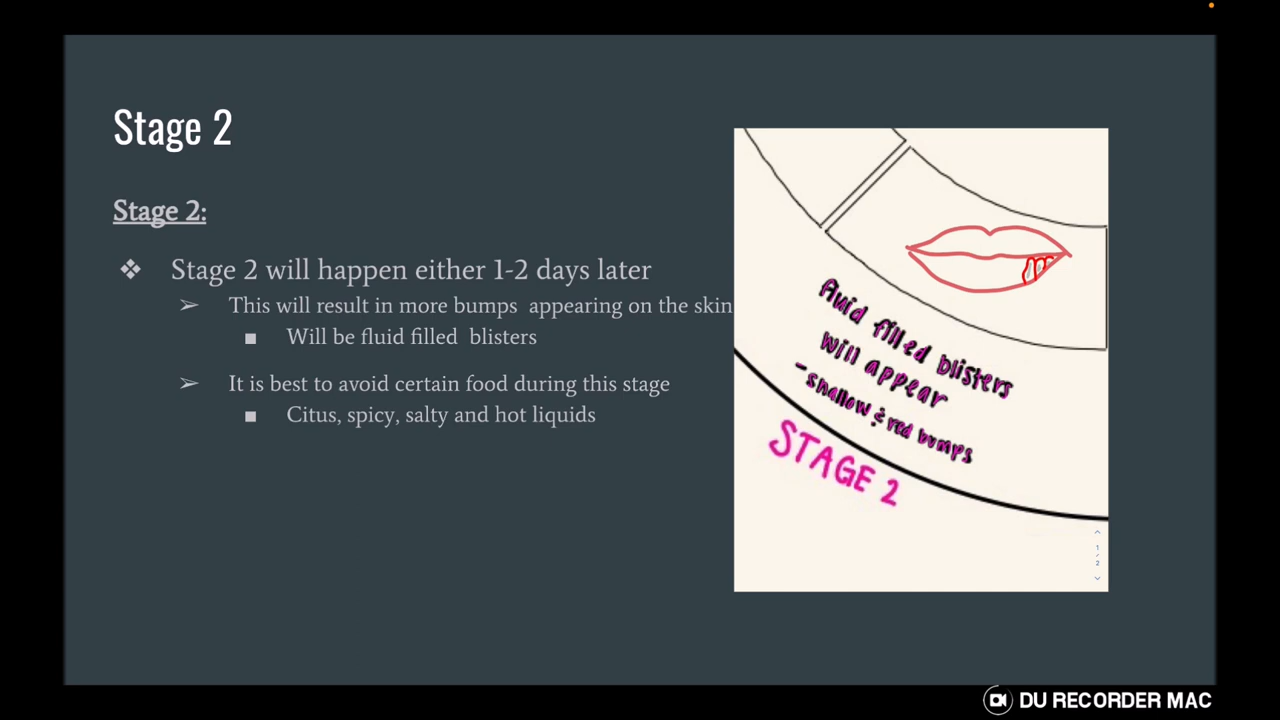 Stage 2
Stage 2:
❖ Stage 2 will happen either 1-2 days later
➢ This will result in more bumps appearing on the skin
■ Will be fluid filled blisters
➢ It is best to avoid certain food during this stage
■ Citus, spicy, salty and hot liquids
fluid filled blisters
will appear
- shallow & red bumps
STAGE 2
1
/
2
DU RECORDER MAC